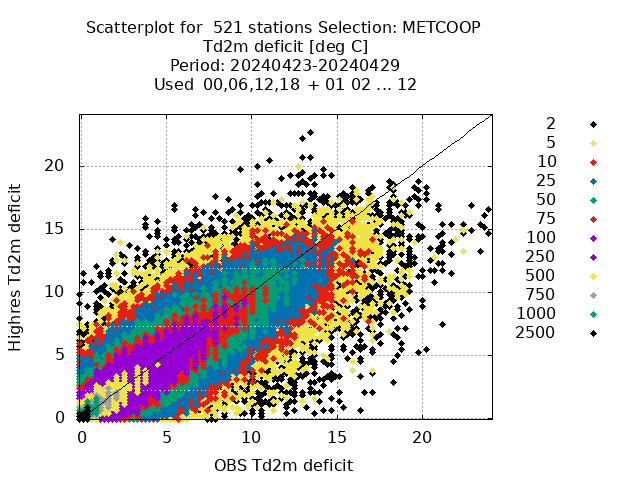 Scatterplot for  521 stations Selection: METCOOP
Td2m deficit [deg C]
Period: 20240423-20240429
Used  00,06,12,18 + 01 02 ... 12
Highres Td2m deficit
20
15
10
5
0
0 5 10 15 20
OBS Td2m deficit
2
5
10
25
50
75
100
250
500
750
1000
2500